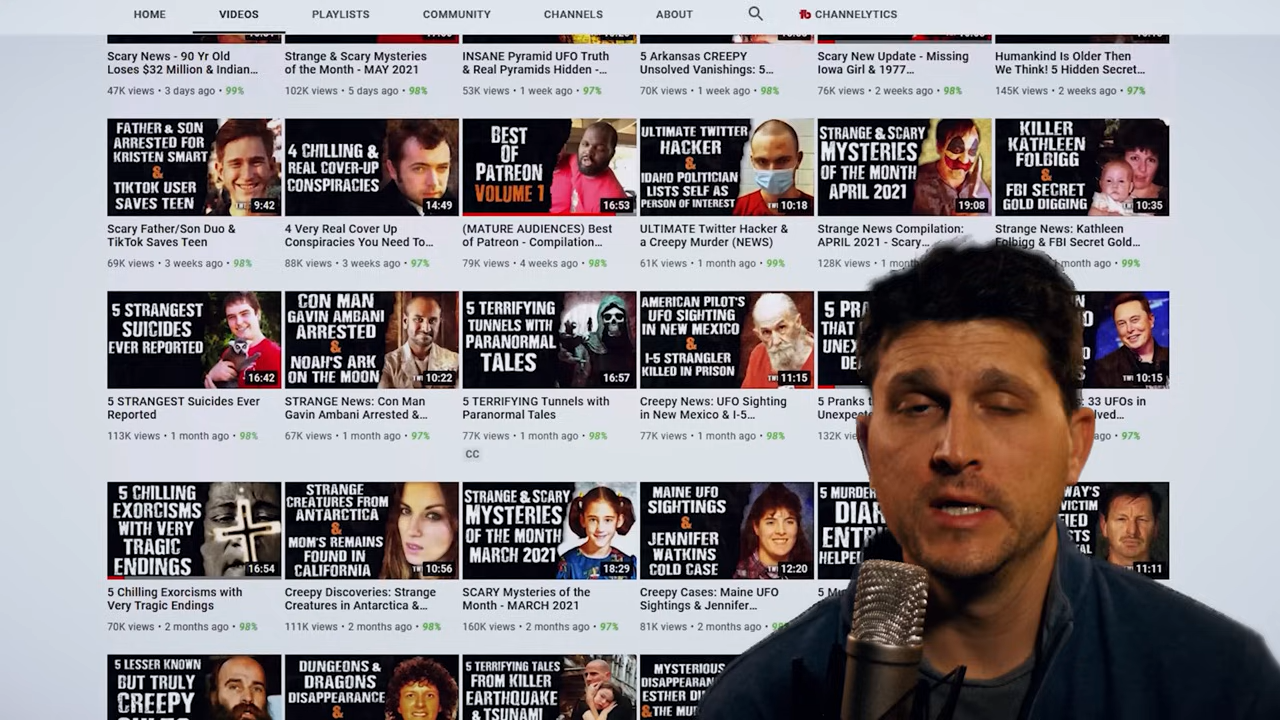 HOME VIDEOS PLAYLISTS COMMUNITY CHANNELS ABOUT CHANNELYTICS
Scary News - 90 Yr Old
Loses $32 Million & Indian...
47K views • 3 days ago • 99%
Strange & Scary Mysteries
of the Month - MAY 2021
102K views • 5 days ago • 98%
INSANE Pyramid UFO Truth
& Real Pyramids Hidden -...
53K views • 1 week ago • 97%
5 Arkansas CREEPY
Unsolved Vanishings: 5...
70K views • 1 week ago • 98%
Scary New Update - Missing
Iowa Girl & 1977...
76K views • 2 weeks ago • 98%
Humankind Is Older Then
We Think! 5 Hidden Secret...
145K views • 2 weeks ago • 97%
FATHER & SON
ARRESTED FOR
KRISTEN SMART
&
TIKTOK USER
SAVES TEEN
9:42
Scary Father/Son Duo &
TikTok Saves Teen
69K views • 3 weeks ago • 98%
4 CHILLING &
REAL COVER-UP
CONSPIRACIES
14:49
4 Very Real Cover Up
Conspiracies You Need To...
88K views • 3 weeks ago • 97%
BEST
OF
PATREON
VOLUME 1
16:53
(MATURE AUDIENCES) Best
of Patreon - Compilation...
79K views • 4 weeks ago • 98%
ULTIMATE TWITTER
HACKER
&
IDAHO POLITICIAN
LISTS SELF AS
PERSON OF INTEREST
10:18
ULTIMATE Twitter Hacker &
a Creepy Murder (NEWS)
61K views • 1 month ago • 99%
STRANGE & SCARY
MYSTERIES
OF THE MONTH
APRIL 2021
19:08
Strange News Compilation:
APRIL 2021 - Scary...
128K views • 1 month
KILLER
KATHLEEN
FOLBIGG
&
FBI SECRET
GOLD DIGGING
10:35
Strange News: Kathleen
Folbigg & FBI Secret Gold...
1 month ago • 99%
5 STRANGEST
SUICIDES
EVER REPORTED
16:42
5 STRANGEST Suicides Ever
Reported
113K views • 1 month ago • 98%
CON MAN
GAVIN AMBANI
ARRESTED
&
NOAH'S ARK
ON THE MOON
10:22
STRANGE News: Con Man
Gavin Ambani Arrested &...
67K views • 1 month ago • 97%
5 TERRIFYING
TUNNELS WITH
PARANORMAL
TALES
16:57
5 TERRIFYING Tunnels with
Paranormal Tales
77K views • 1 month ago • 98%
CC
AMERICAN PILOT'S
UFO SIGHTING
IN NEW MEXICO
&
I-5 STRANGLER
KILLED IN PRISON
11:15
Creepy News: UFO Sighting
in New Mexico & I-5...
77K views • 1 month ago • 98%
5 Pranks
132K
10:15
33 UFOs in
ago • 97%
5 CHILLING
EXORCISMS
WITH VERY
TRAGIC
ENDINGS
16:54
5 Chilling Exorcisms with
Very Tragic Endings
70K views • 2 months ago • 98%
STRANGE
CREATURES FROM
ANTARCTICA
&
MOM'S REMAINS
FOUND IN
CALIFORNIA
10:56
Creepy Discoveries: Strange
Creatures in Antarctica &...
111K views • 2 months ago • 98%
STRANGE & SCARY
MYSTERIES
OF THE MONTH
MARCH 2021
18:29
SCARY Mysteries of the
Month - MARCH 2021
160K views • 2 months ago • 97%
MAINE UFO
SIGHTINGS
&
JENNIFER
WATKINS
COLD CASE
12:20
Creepy Cases: Maine UFO
Sightings & Jennifer...
81K views • 2 months ago
5 MURDER
11:11
5 LESSER KNOWN
BUT TRULY
CREEPY
DUNGEONS &
DRAGONS
DISAPPEARANCE
&
5 TERRIFYING TALES
FROM KILLER
EARTHQUAKE
& TSUNAMI
MYSTERIOUS